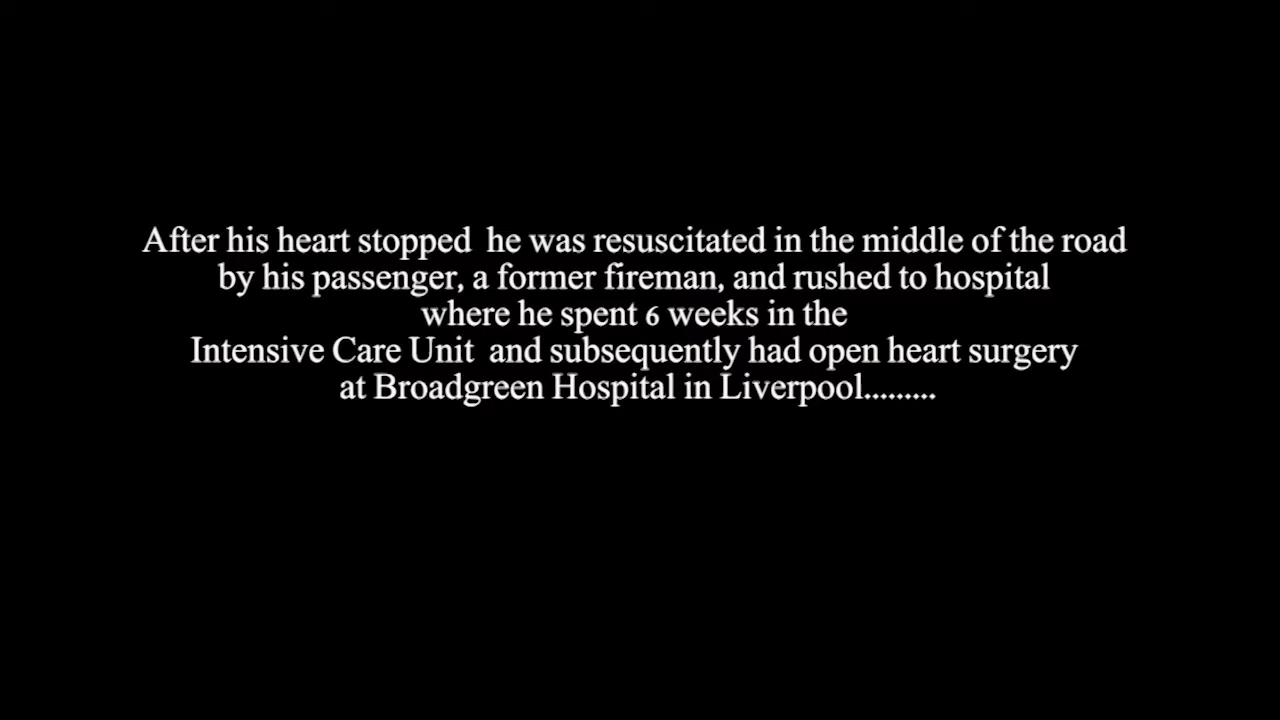 After his heart stopped  he was resuscitated in the middle of the road
by his passenger, a former fireman, and rushed to hospital
where he spent 6 weeks in the
Intensive Care Unit  and subsequently had open heart surgery
at Broadgreen Hospital in Liverpool.........